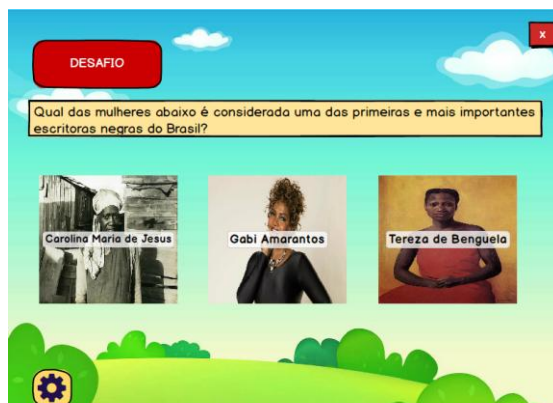 DESAFIO
x
Qual das mulheres abaixo é considerada uma das primeiras e mais importantes
escritoras negras do Brasil?
Carolina Maria de Jesus
Gabi Amarantos
Tereza de Benguela